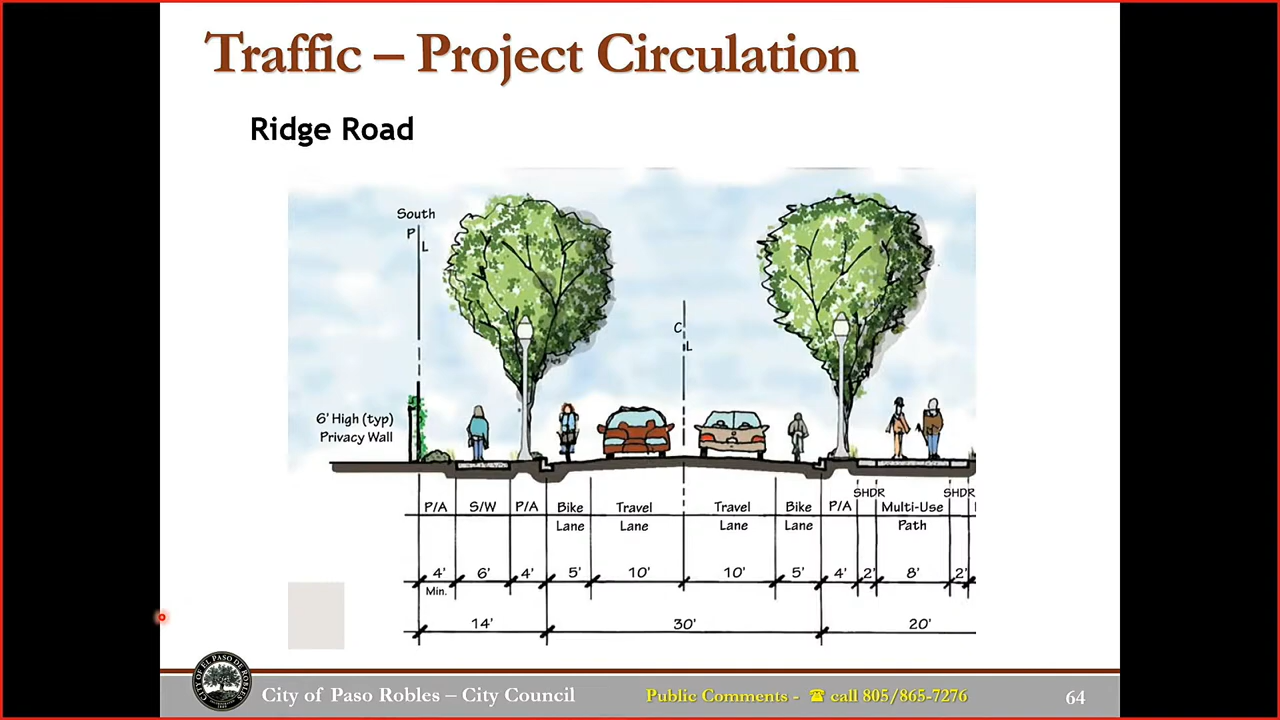 Traffic – Project Circulation
Ridge Road
South
P
L
C
L
6' High (typ)
Privacy Wall
SHDR
SHDR
P/A
S/W
P/A
Bike
Lane
Travel
Lane
Travel
Lane
Bike
Lane
P/A
Multi-Use
Path
4'
Min.
6'
4'
5'
10'
10'
5'
4'
2'
8'
2'
14'
30'
20'
City of Paso Robles – City Council
Public Comments - ☎ call 805/865-7276
64